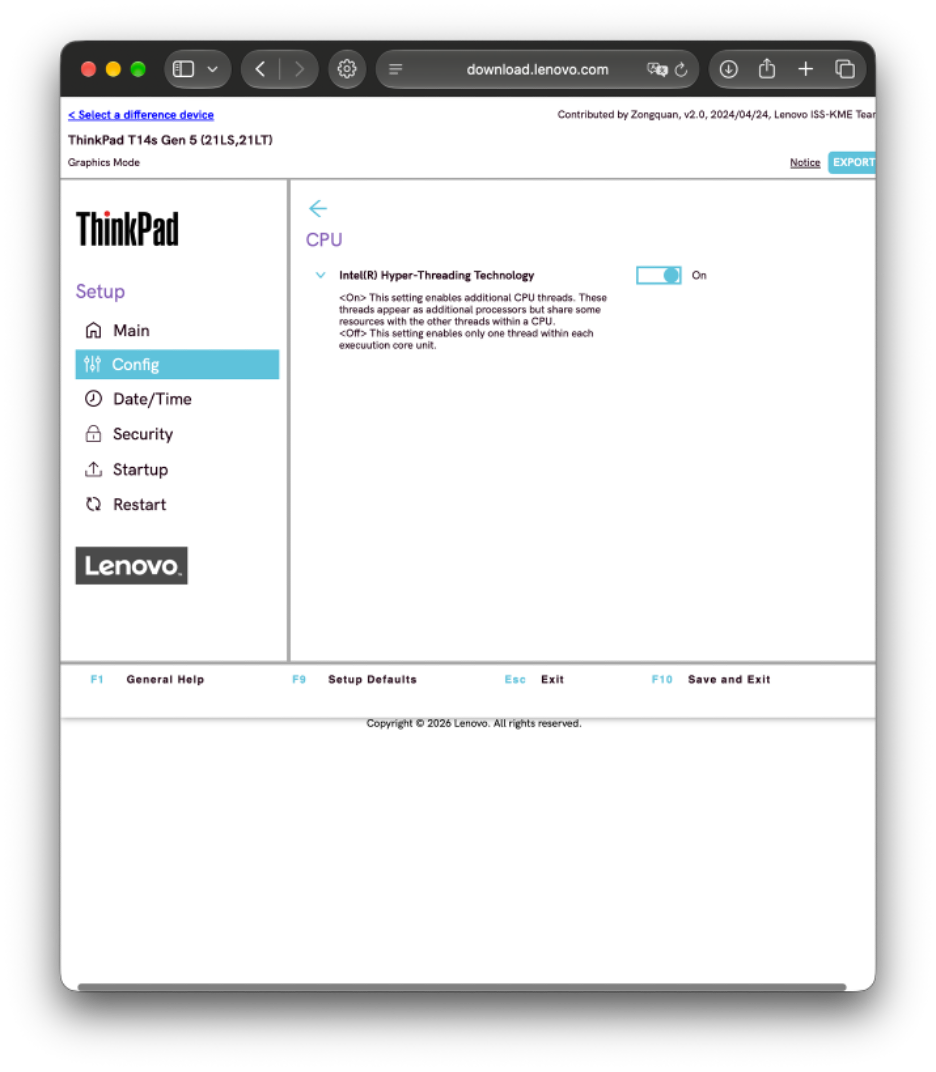 download.lenovo.com
< Select a difference device
Contributed by Zongquan, v2.0, 2024/04/24, Lenovo ISS-KME Tear
ThinkPad T14s Gen 5 (21LS,21LT)
Graphics Mode
Notice
EXPORT
ThinkPad
Setup
Main
Config
Date/Time
Security
Startup
Restart
Lenovo.
CPU
Intel(R) Hyper-Threading Technology
On
<On> This setting enables additional CPU threads. These
threads appear as additional processors but share some
resources with the other threads within a CPU.
<Off> This setting enables only one thread within each
execuution core unit.
F1 General Help
F9 Setup Defaults
Esc Exit
F10 Save and Exit
Copyright © 2026 Lenovo. All rights reserved.